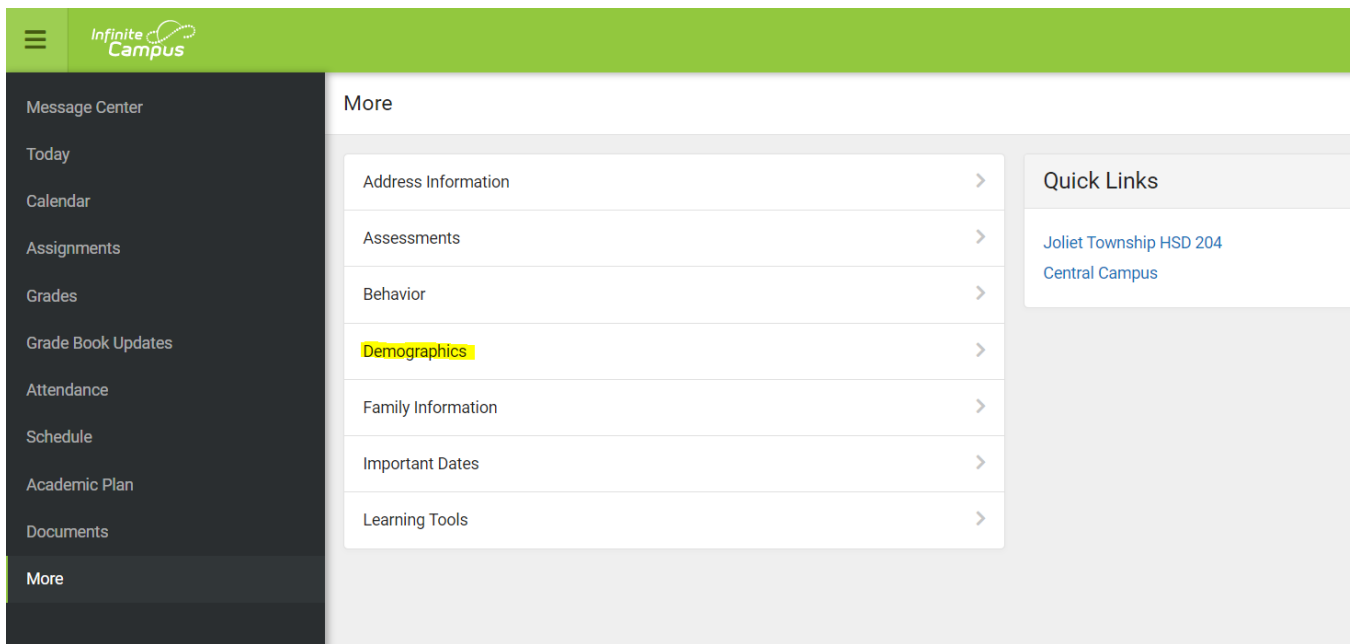 Infinite
Campus
Message Center
Today
Calendar
Assignments
Grades
Grade Book Updates
Attendance
Schedule
Academic Plan
Documents
More
More
Address Information
Assessments
Behavior
Demographics
Family Information
Important Dates
Learning Tools
Quick Links
Joliet Township HSD 204
Central Campus